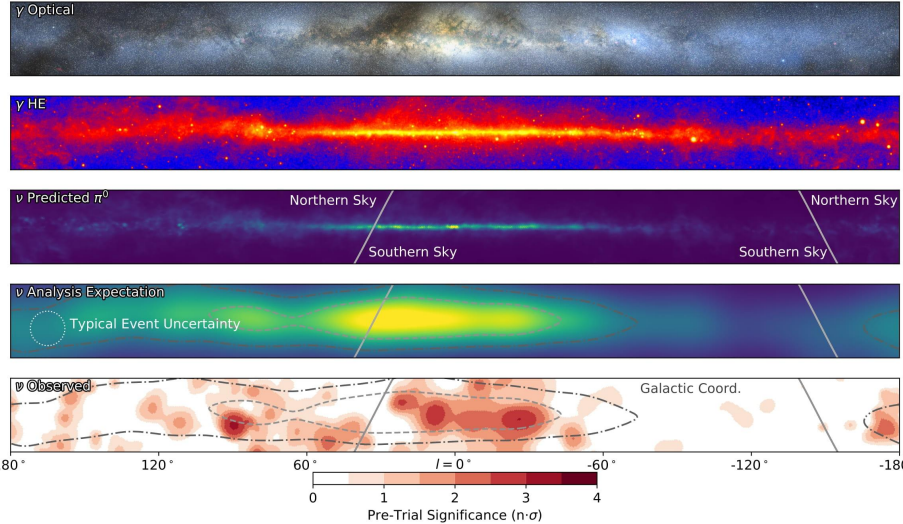 γ Optical
γ HE
ν Predicted π⁰
Northern Sky
Northern Sky
Southern Sky
Southern Sky
ν Analysis Expectation
Typical Event Uncertainty
ν Observed
Galactic Coord.
180° 120° 60° l = 0° -60° -120° -180°
0 1 2 3 4
Pre-Trial Significance (n·σ)